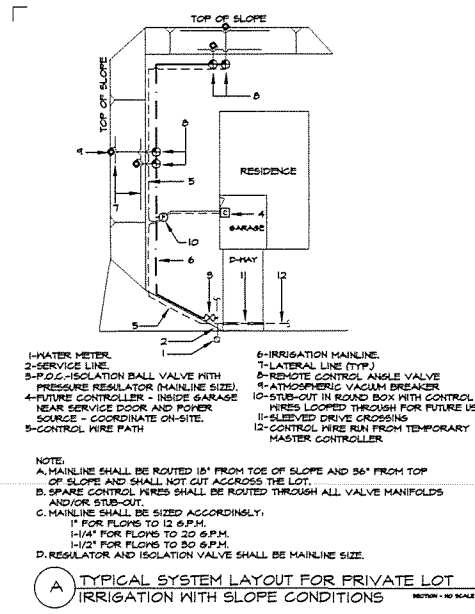 TOP OF SLOPE
TOP OF SLOPE
8
8
9
RESIDENCE
7
5
4
C
GARAGE
P
10
D-WAY
6
3
11
12
5
2
1
1-WATER METER.
2-SERVICE LINE.
3-P.O.C.-ISOLATION BALL VALVE WITH
PRESSURE REGULATOR (MAINLINE SIZE).
4-FUTURE CONTROLLER - INSIDE GARAGE
NEAR SERVICE DOOR AND POWER
SOURCE - COORDINATE ON-SITE.
5-CONTROL WIRE PATH
6-IRRIGATION MAINLINE.
7-LATERAL LINE (TYP.)
8-REMOTE CONTROL ANGLE VALVE
9-ATMOSPHERIC VACUUM BREAKER
10-STUB-OUT IN ROUND BOX WITH CONTROL
WIRES LOOPED THROUGH FOR FUTURE US
11-SLEEVED DRIVE CROSSING
12-CONTROL WIRE RUN FROM TEMPORARY
MASTER CONTROLLER
NOTE:
A. MAINLINE SHALL BE ROUTED 18" FROM TOE OF SLOPE AND 36" FROM TOP
OF SLOPE AND SHALL NOT CUT ACCROSS THE LOT.
B. SPARE CONTROL WIRES SHALL BE ROUTED THROUGH ALL VALVE MANIFOLDS
AND/OR STUB-OUT.
C. MAINLINE SHALL BE SIZED ACCORDINGLY:
1" FOR FLOWS TO 12 G.P.M.
1-1/4" FOR FLOWS TO 20 G.P.M.
1-1/2" FOR FLOWS TO 30 G.P.M.
D. REGULATOR AND ISOLATION VALVE SHALL BE MAINLINE SIZE.
A
TYPICAL SYSTEM LAYOUT FOR PRIVATE LOT
IRRIGATION WITH SLOPE CONDITIONS
SECTION - NO SCALE